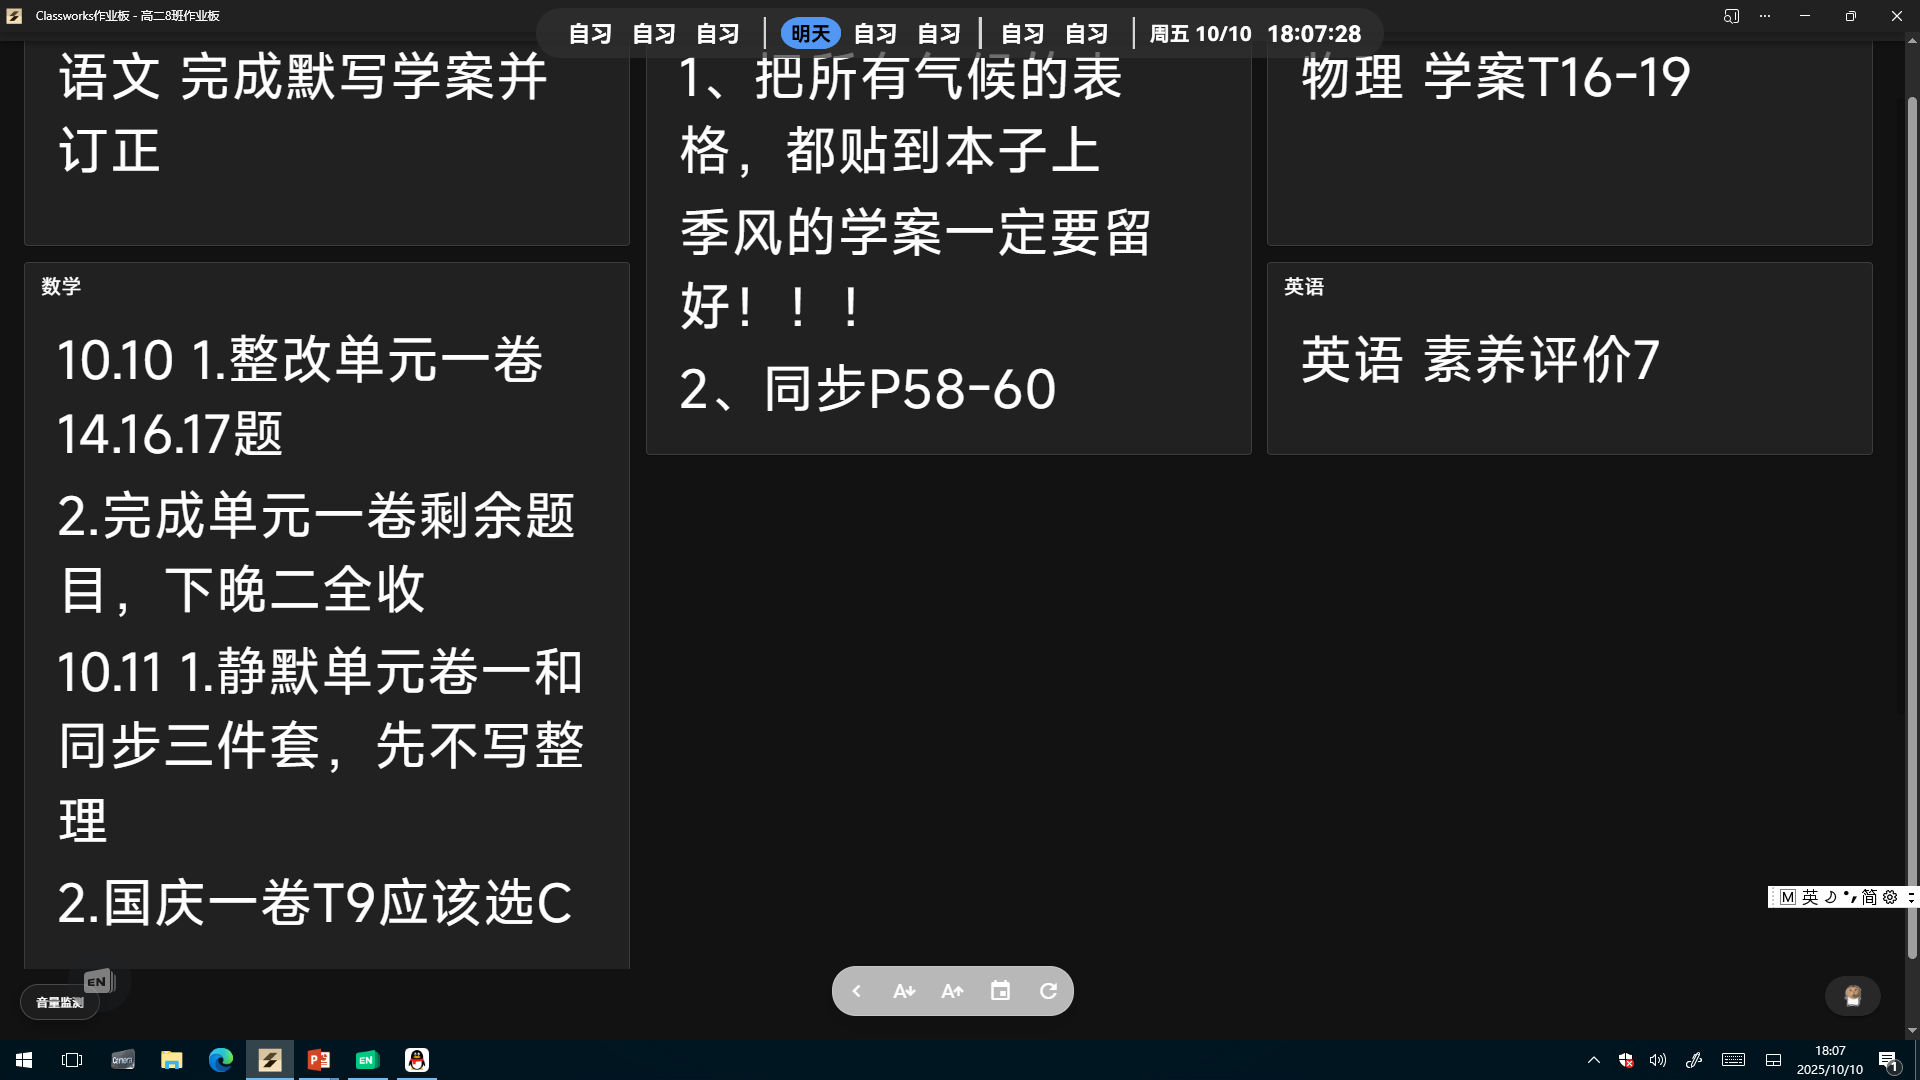 Classworks作业板 - 高二8班作业板
自习 自习 自习 | 明天 自习 自习 | 自习 自习 | 周五 10/10 18:07:28
语文 完成默写学案并
订正
数学
10.10 1.整改单元一卷
14.16.17题
2.完成单元一卷剩余题
目，下晚二全收
10.11 1.静默单元卷一和
同步三件套，先不写整
理
2.国庆一卷T9应该选C
1、把所有气候的表
格，都贴到本子上
季风的学案一定要留
好！！！
2、同步P58-60
物理 学案T16-19
英语
英语 素养评价7
M 英 简
EN
音量监测
A A
Camera
EN
18:07
2025/10/10
1